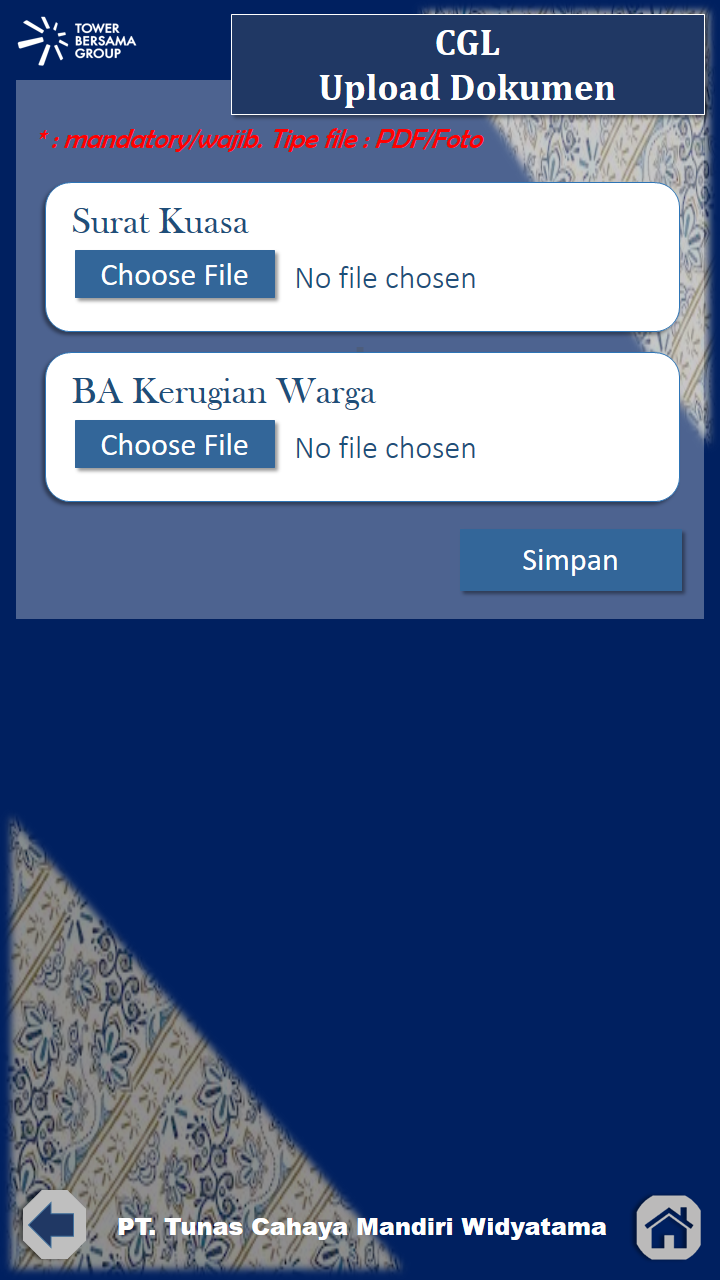 TOWER
BERSAMA
GROUP
CGL
Upload Dokumen
* : mandatory/wajib. Tipe file : PDF/Foto
Surat Kuasa
Choose File
No file chosen
BA Kerugian Warga
Choose File
No file chosen
Simpan
PT. Tunas Cahaya Mandiri Widyatama